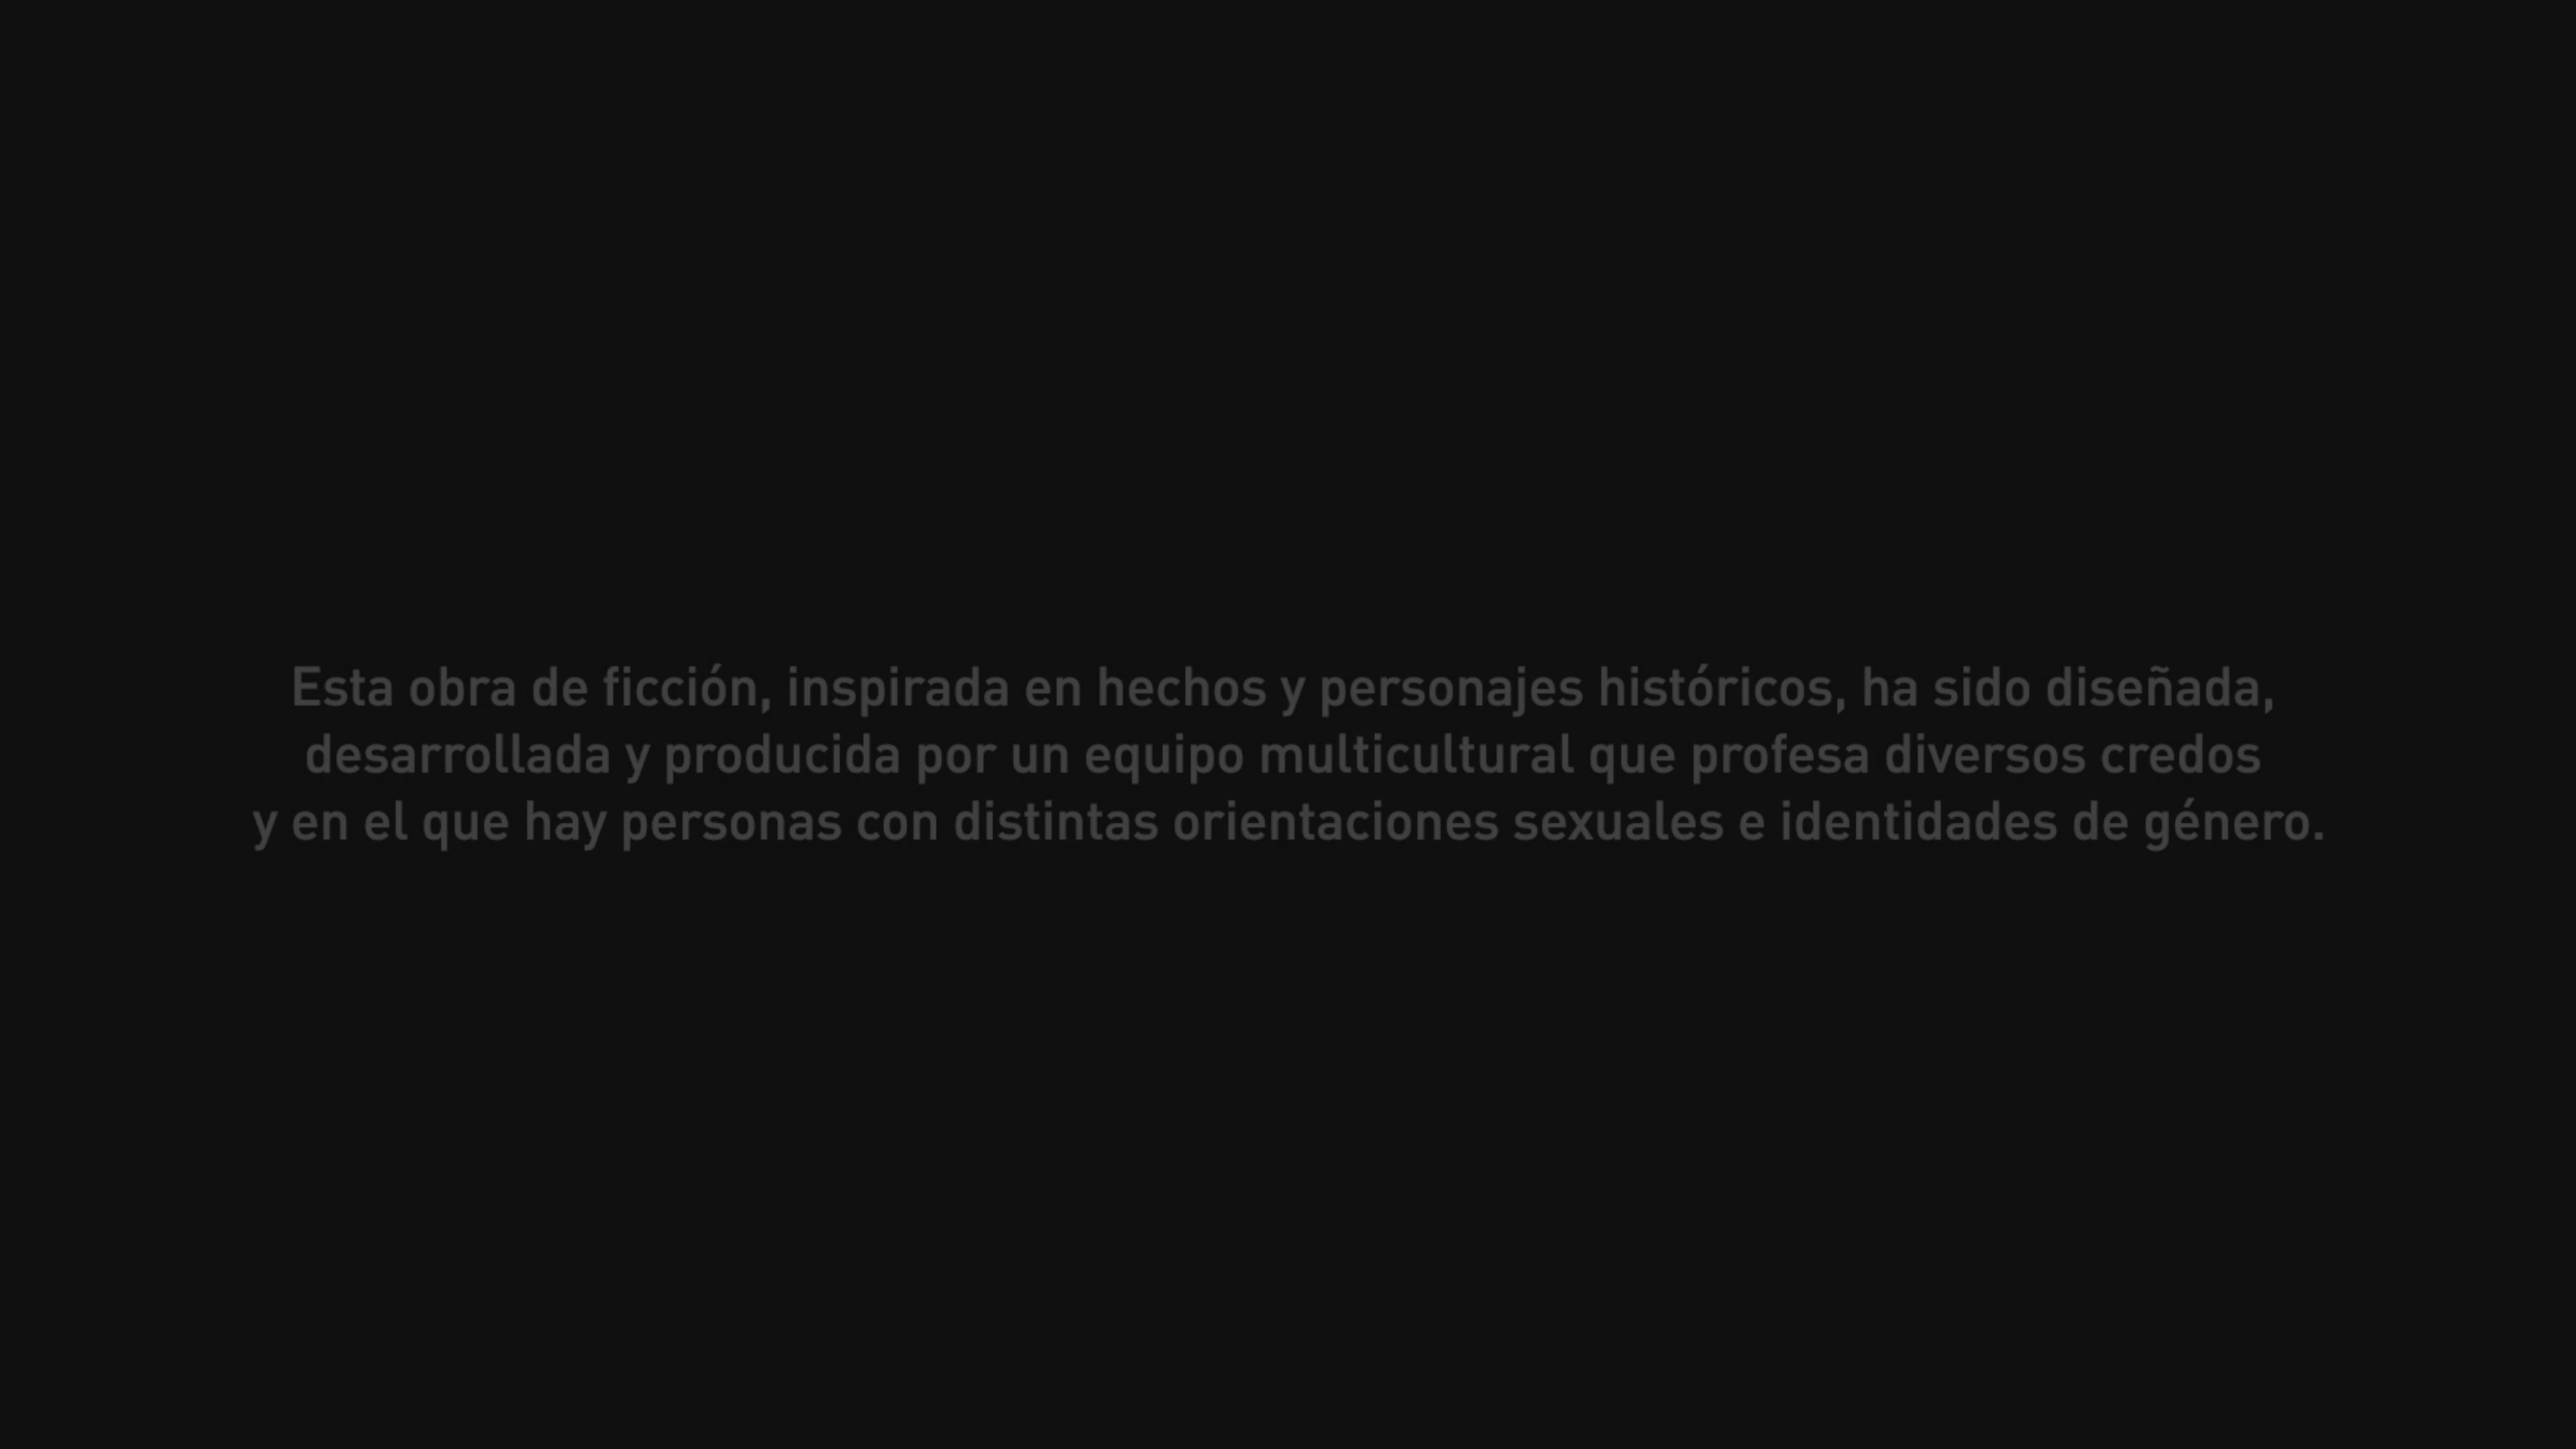 Esta obra de ficción, inspirada en hechos y personajes históricos, ha sido diseñada,
desarrollada y producida por un equipo multicultural que profesa diversos credos
y en el que hay personas con distintas orientaciones sexuales e identidades de género.